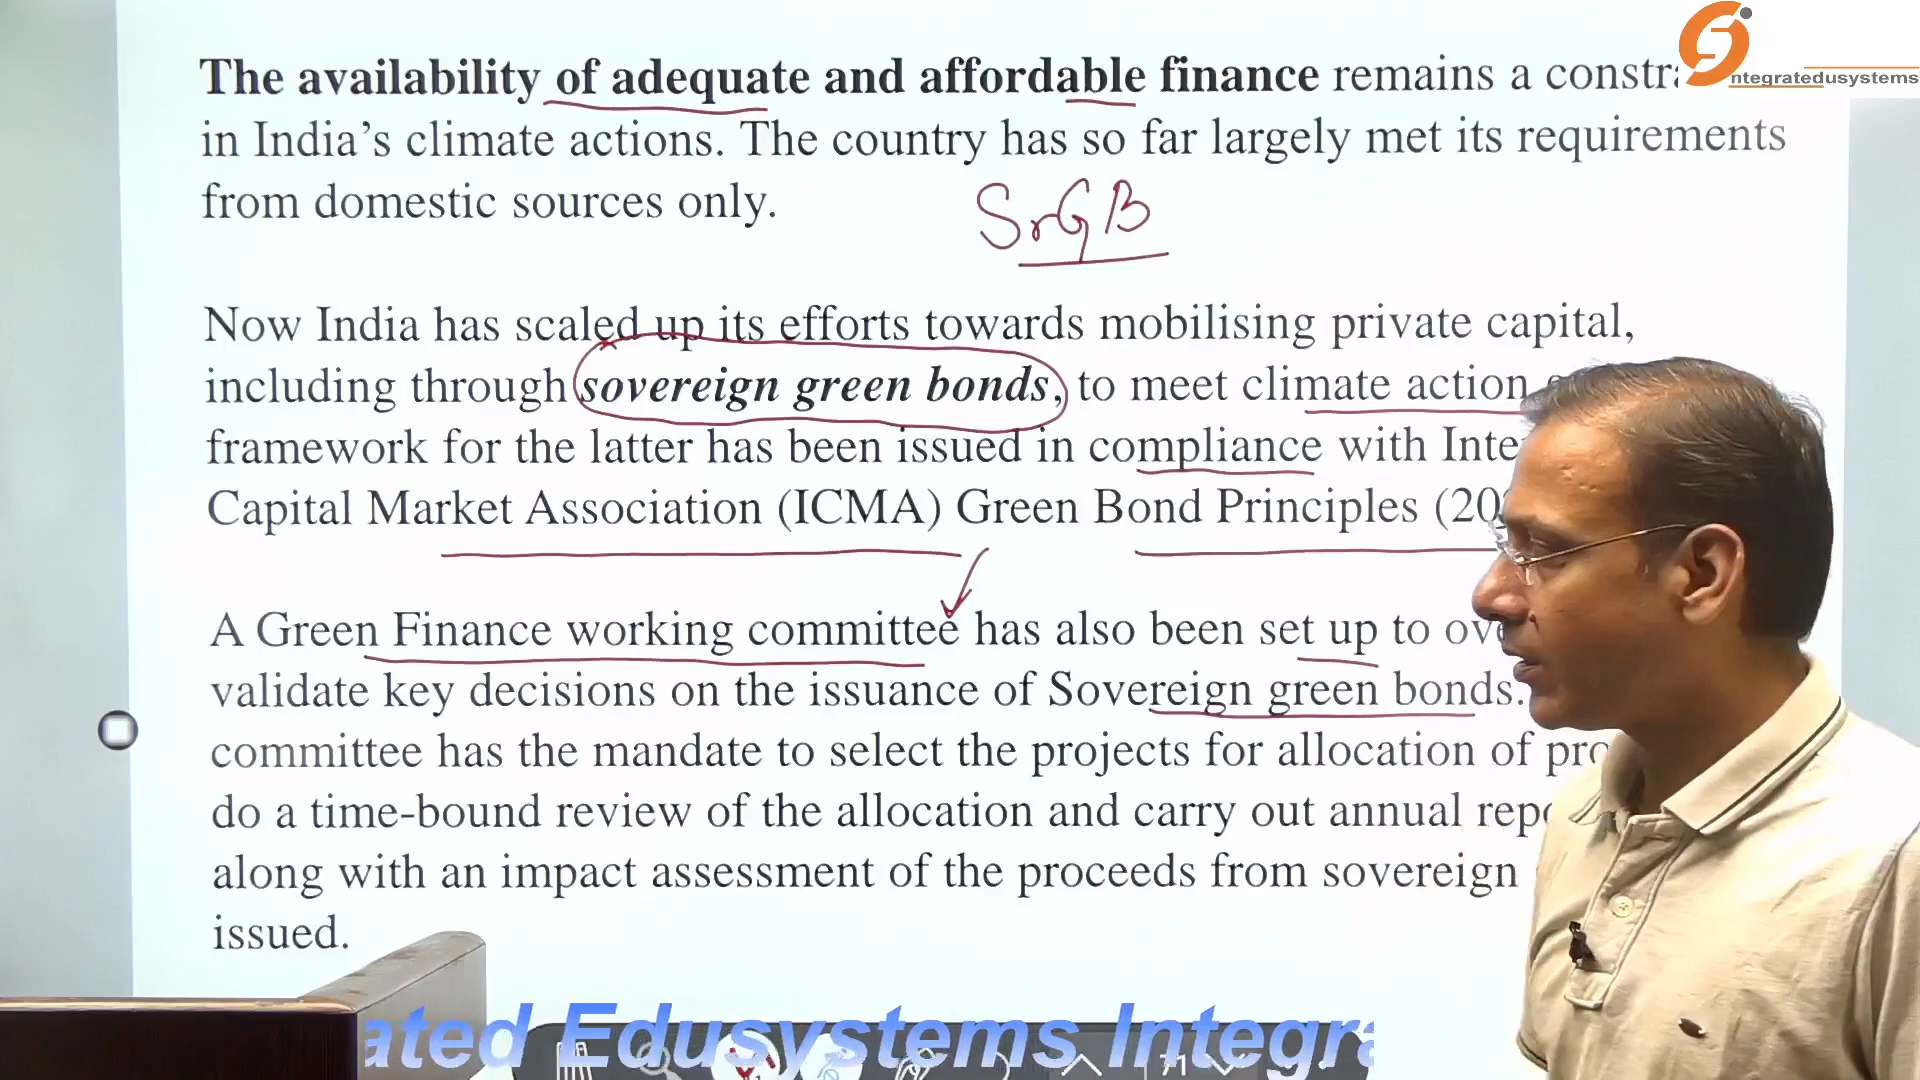 The availability of adequate and affordable finance remains a constr
ntegratedusystems
in India’s climate actions. The country has so far largely met its requirements
from domestic sources only.
SrGB
Now India has scaled up its efforts towards mobilising private capital,
including through sovereign green bonds, to meet climate action
framework for the latter has been issued in compliance with Inte
Capital Market Association (ICMA) Green Bond Principles (20
A Green Finance working committee has also been set up to ov
validate key decisions on the issuance of Sovereign green bonds.
committee has the mandate to select the projects for allocation of pro
do a time-bound review of the allocation and carry out annual rep
along with an impact assessment of the proceeds from sovereign
issued.
ated Edusystems Integra
71